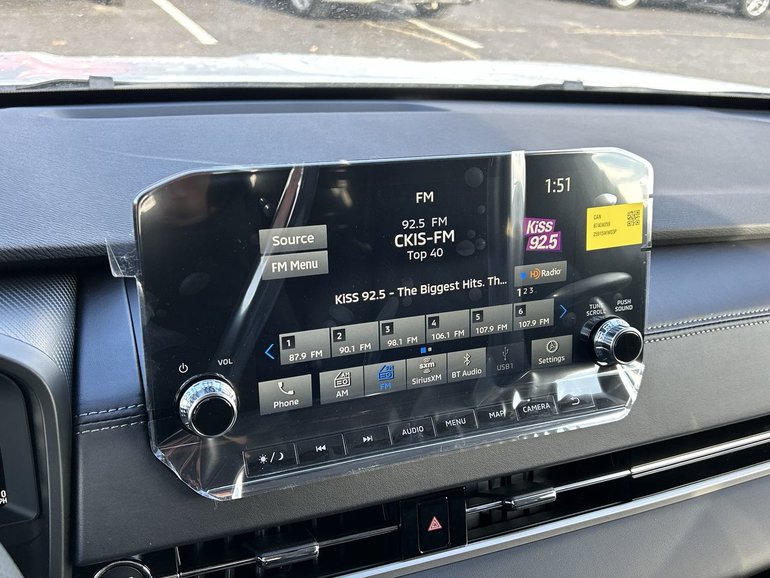 FM
1:51
92.5 FM
CKIS-FM
Top 40
KiSS
92.5
CAN
Source
FM Menu
KiSS 92.5 - The Biggest Hits. Th...
HD Radio
1 2 3
1
87.9 FM
2
90.1 FM
3
98.1 FM
4
106.1 FM
5
107.9 FM
6
107.9 FM
TUNE
SCROLL
PUSH
SOUND
VOL
Phone
AM
FM
sxm
SiriusXM
BT Audio
USB1
Settings
AUDIO
MENU
MAP
CAMERA